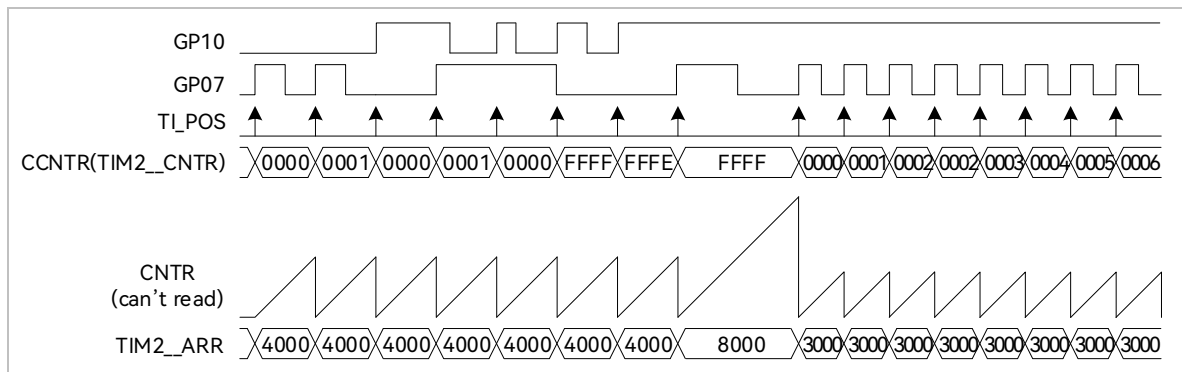 GP10
GP07
TI_POS
CCNTR(TIM2__CNTR) 0000 0001 0000 0001 0000 FFFF FFFE FFFF 0000 0001 0002 0002 0003 0004 0005 0006
CNTR
(can't read)
TIM2__ARR 4000 4000 4000 4000 4000 4000 4000 8000 3000 3000 3000 3000 3000 3000 3000 3000